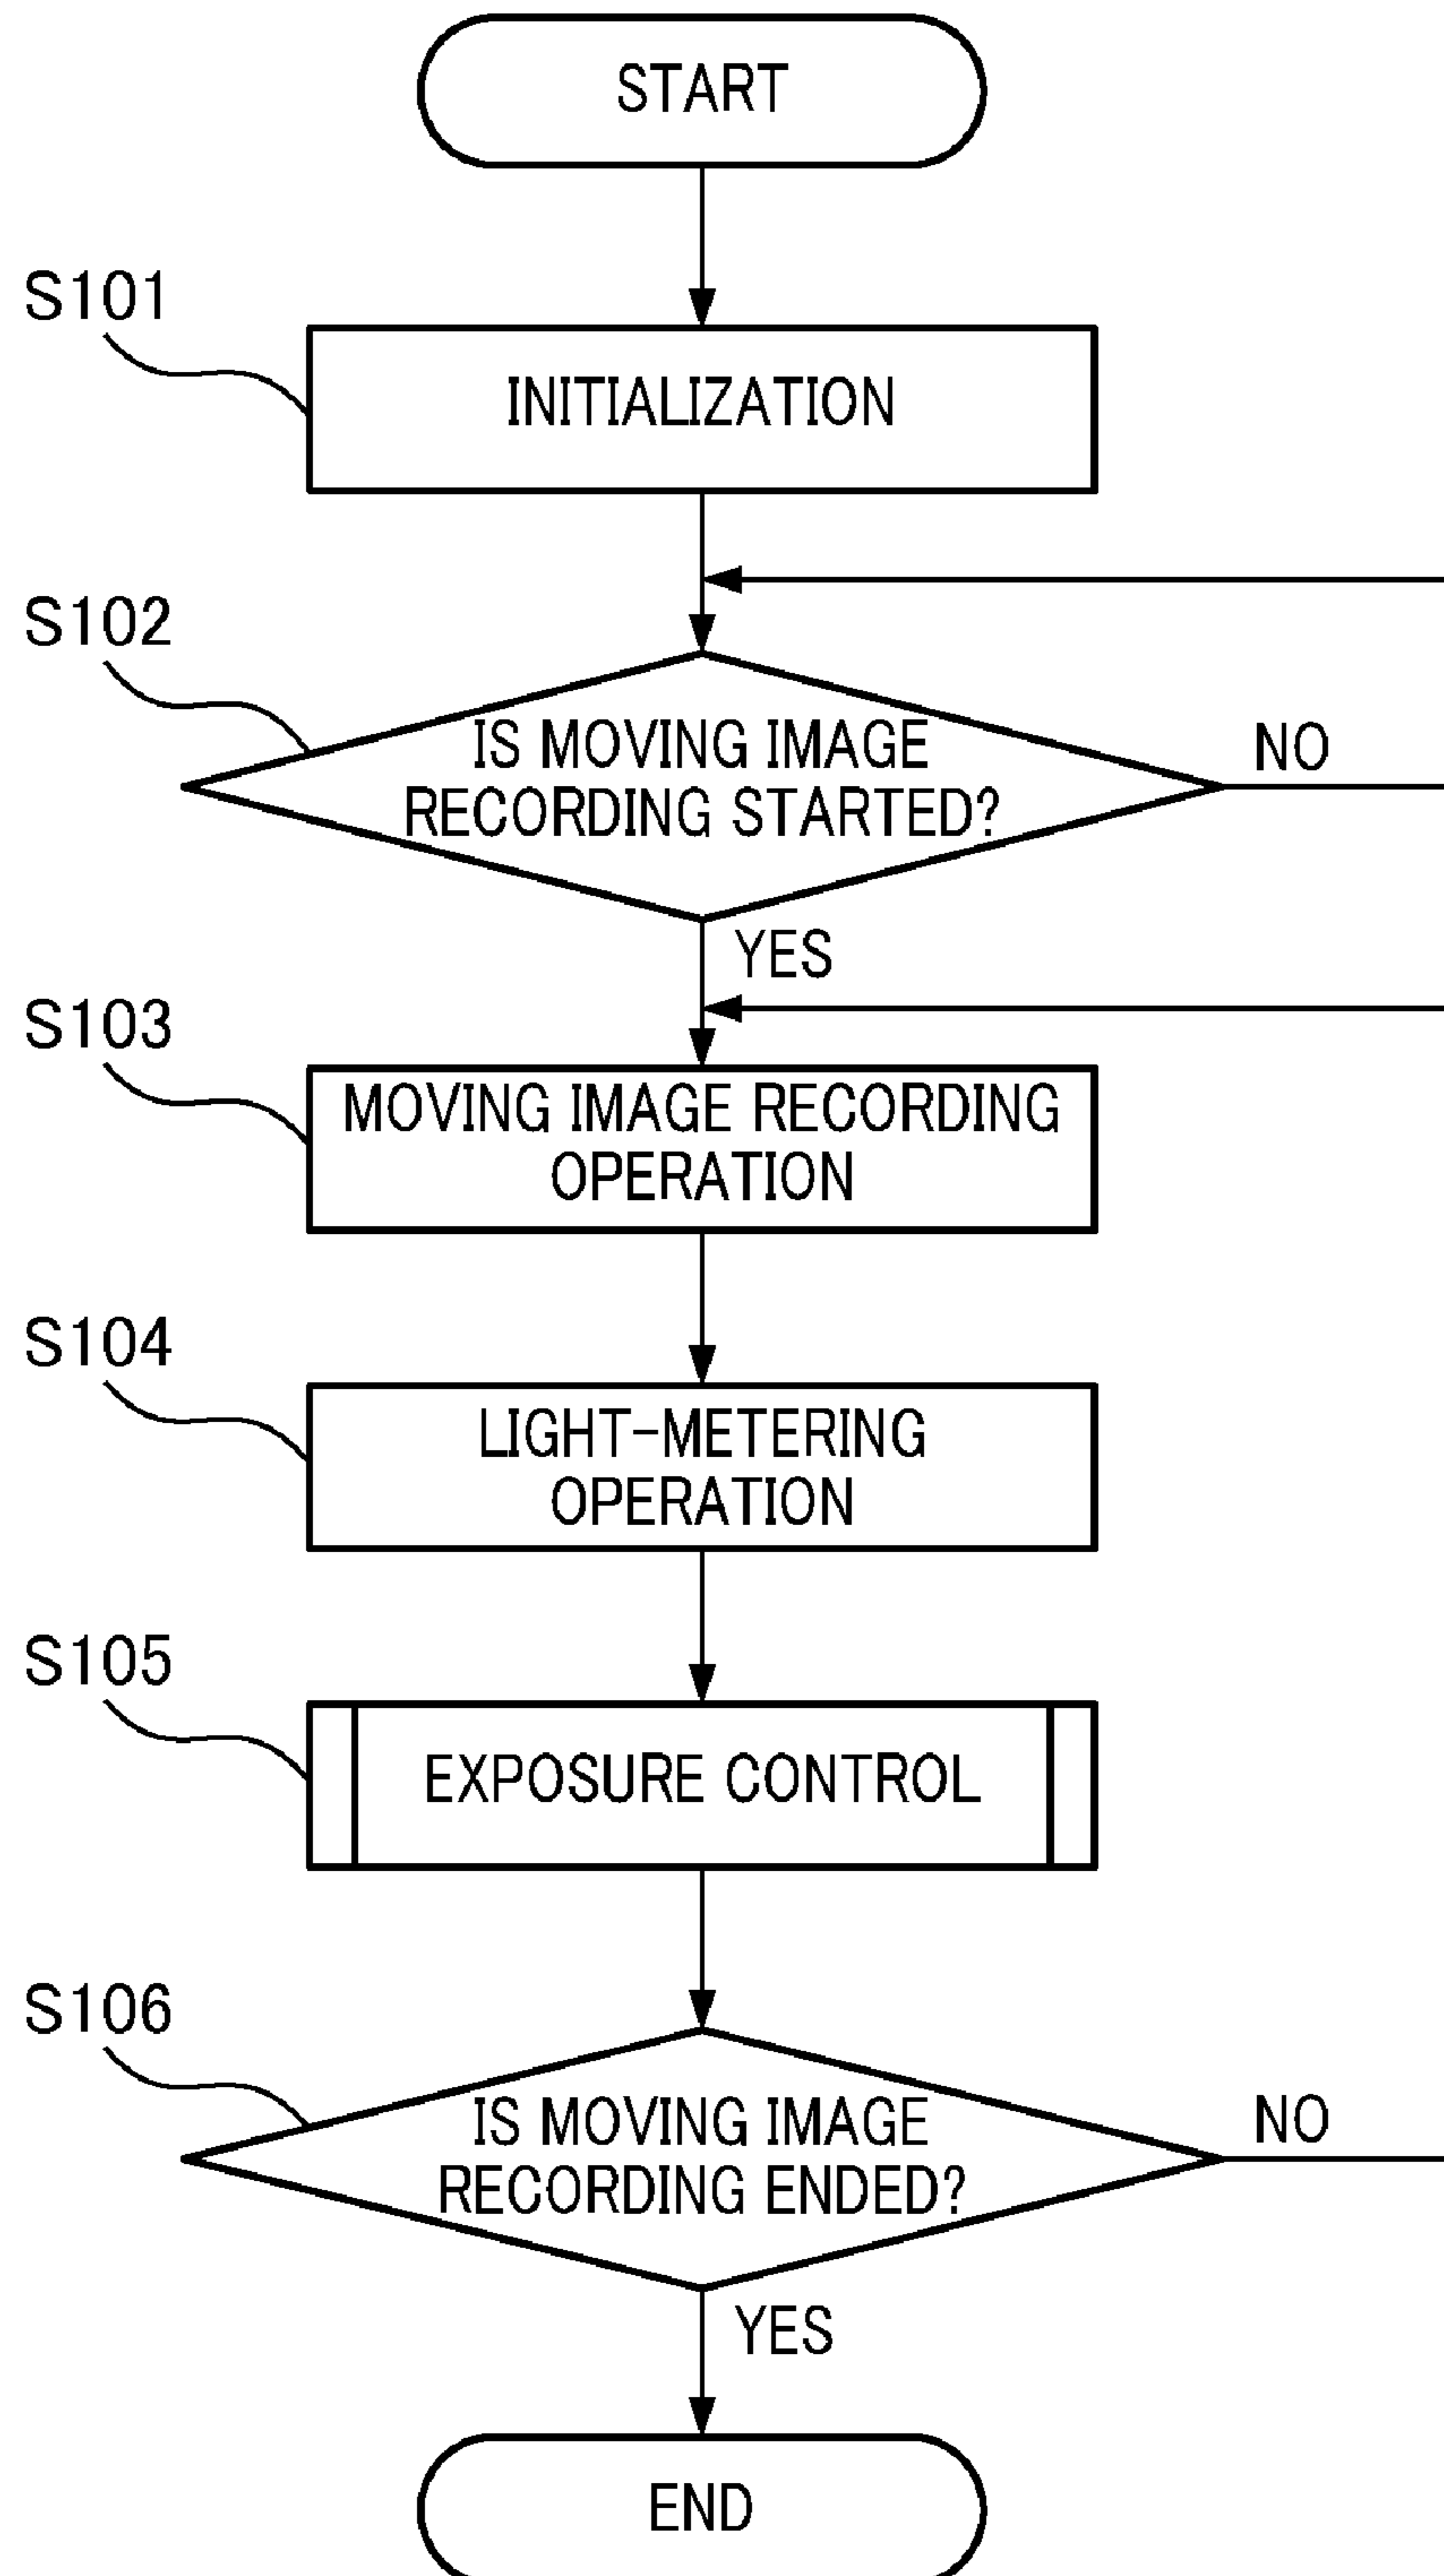 START
S101
INITIALIZATION
S102
IS MOVING IMAGE
RECORDING STARTED?
NO
YES
S103
MOVING IMAGE RECORDING
OPERATION
S104
LIGHT-METERING
OPERATION
S105
EXPOSURE CONTROL
S106
IS MOVING IMAGE
RECORDING ENDED?
NO
YES
END